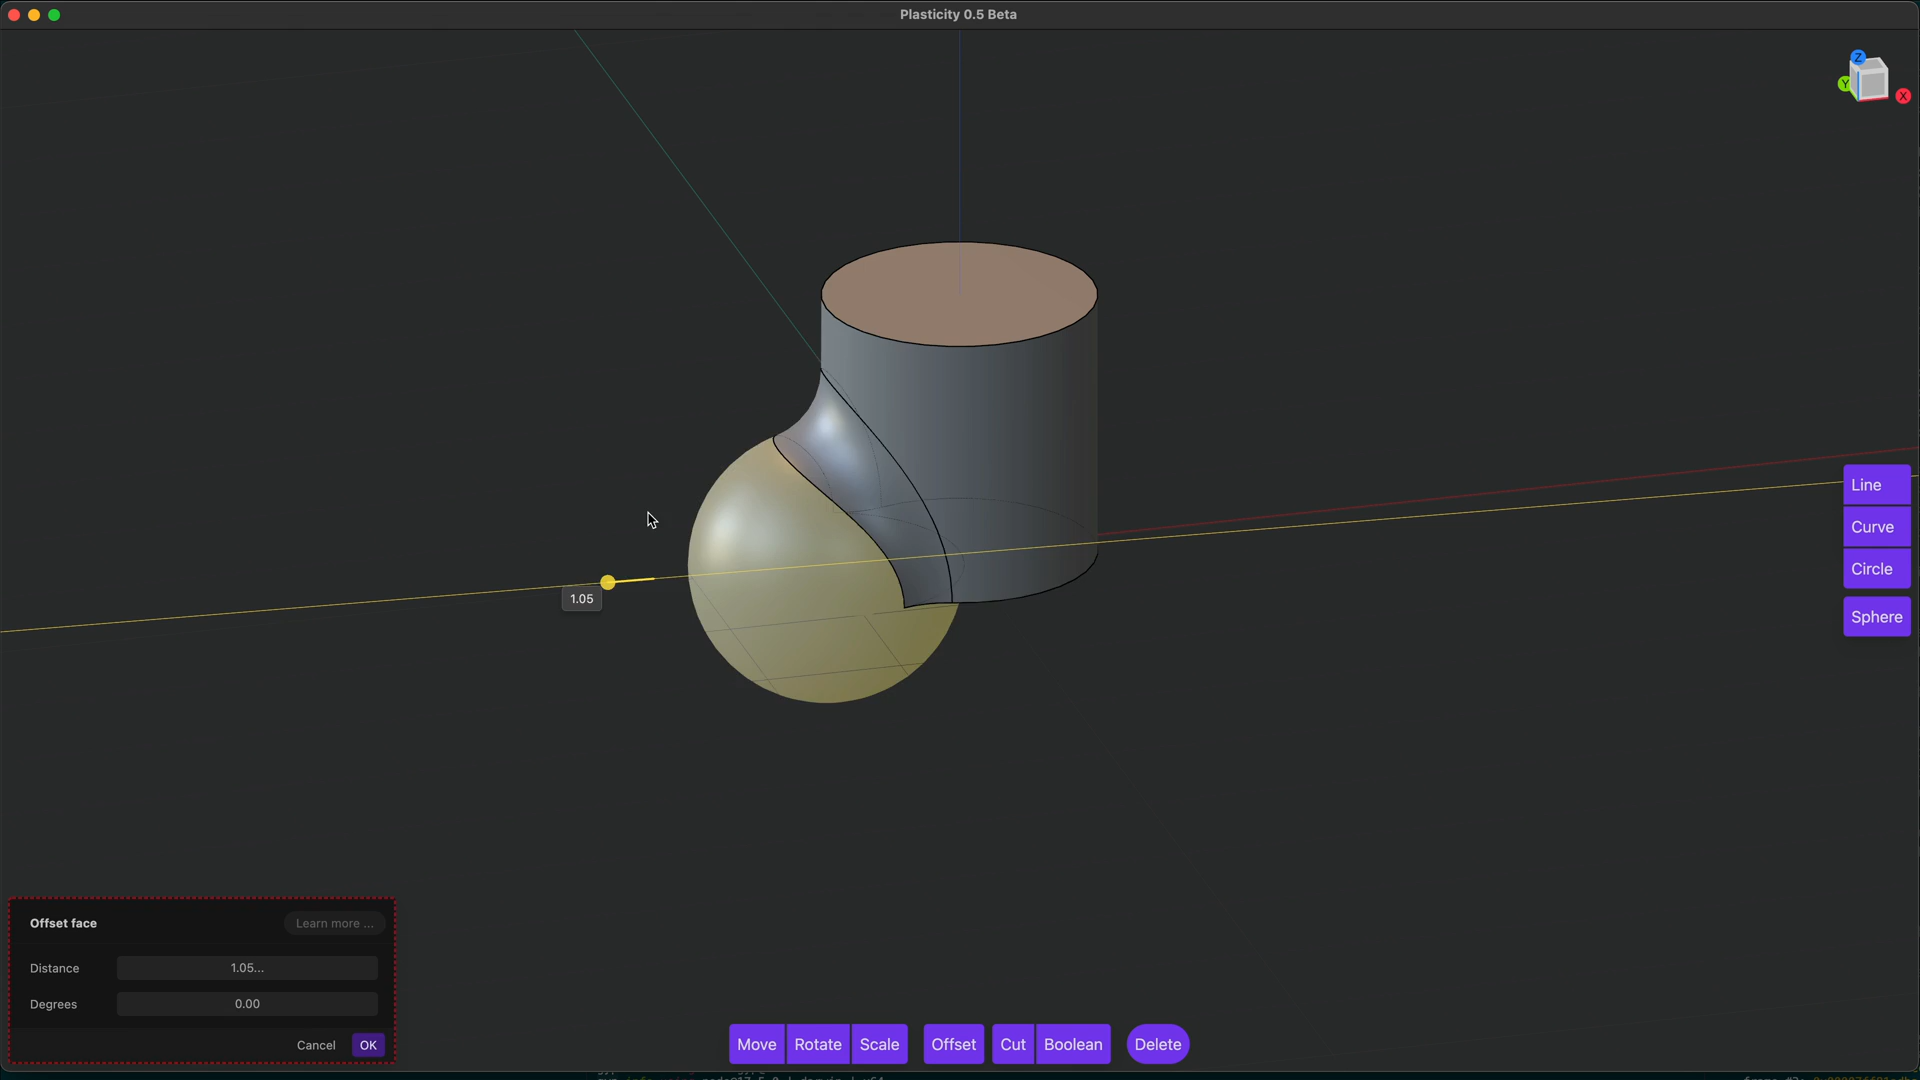 Plasticity 0.5 Beta
Z
Y
X
Line
Curve
Circle
Sphere
1.05
Offset face
Learn more ...
Distance
1.05...
Degrees
0.00
Cancel
OK
Move
Rotate
Scale
Offset
Cut
Boolean
Delete